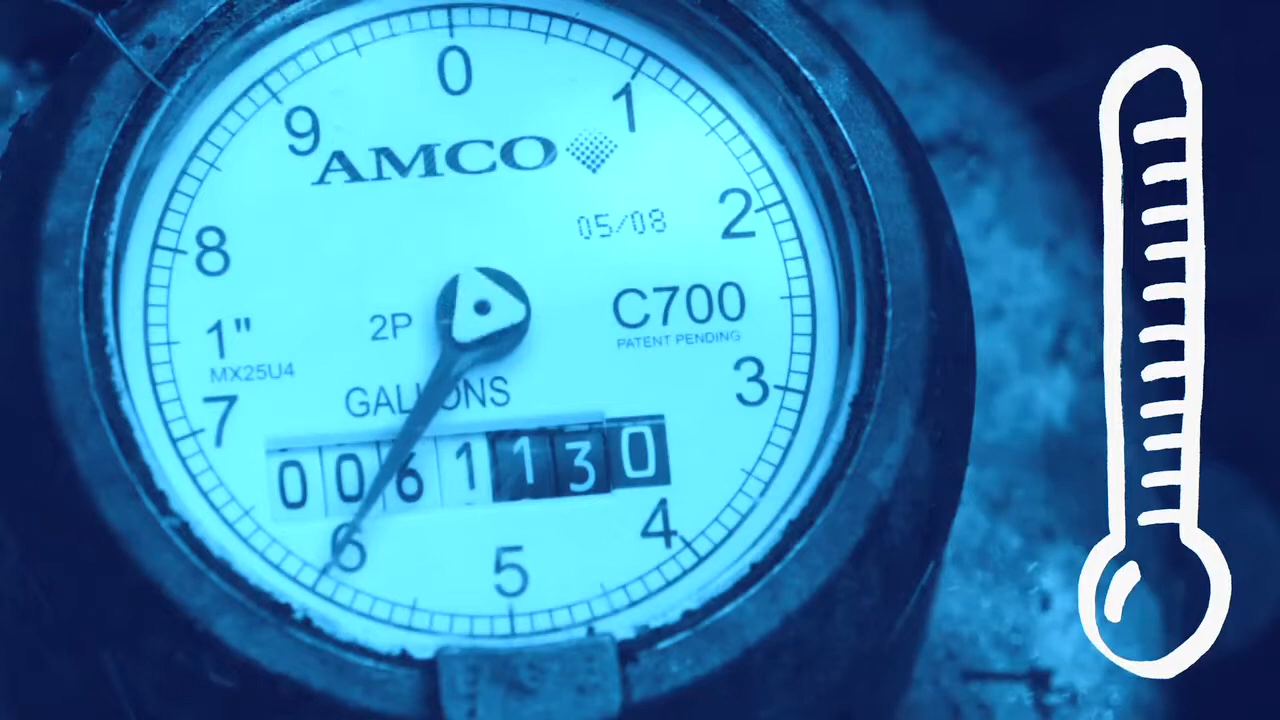 0
1
9
AMCO
2
05/08
8
C700
1"
2P
PATENT PENDING
MX25U4
3
GALLONS
7
0061130
4
6
5